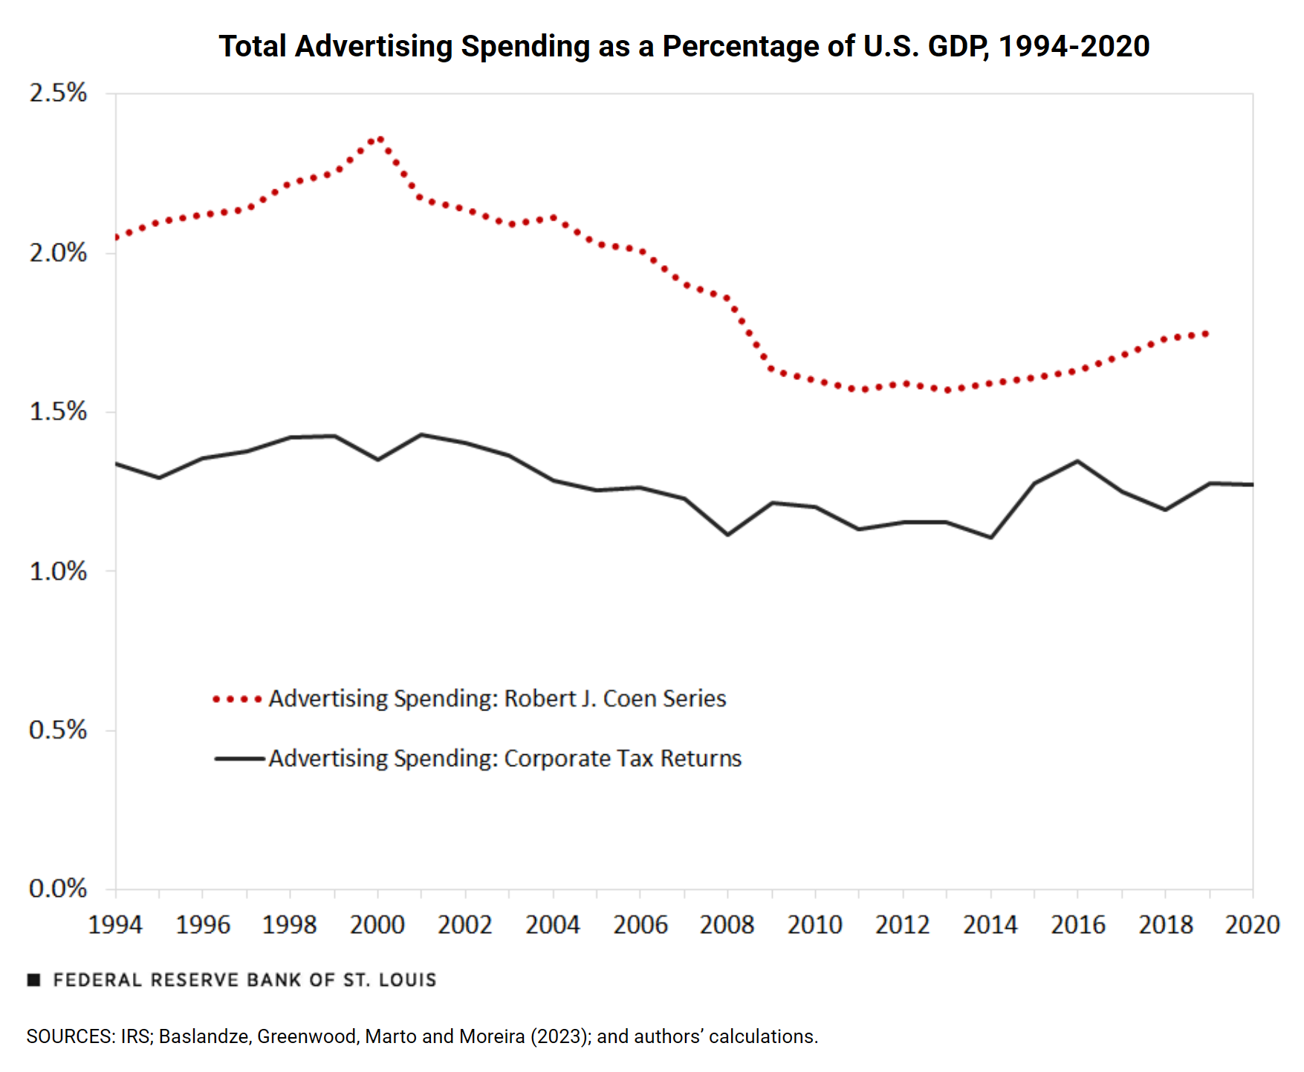 Total Advertising Spending as a Percentage of U.S. GDP, 1994-2020
2.5%
2.0%
1.5%
1.0%
0.5%
0.0%
Advertising Spending: Robert J. Coen Series
Advertising Spending: Corporate Tax Returns
1994 1996 1998 2000 2002 2004 2006 2008 2010 2012 2014 2016 2018 2020
FEDERAL RESERVE BANK OF ST. LOUIS
SOURCES: IRS; Baslandze, Greenwood, Marto and Moreira (2023); and authors’ calculations.